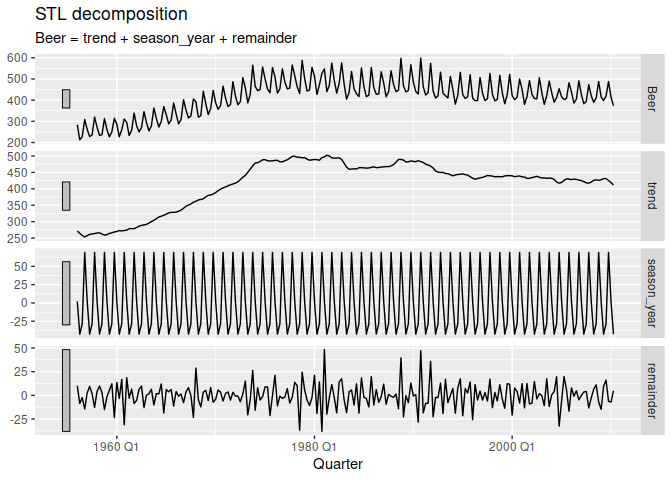 STL decomposition
Beer = trend + season_year + remainder
600
500
400
300
200
Beer
500
450
400
350
300
250
trend
50
25
0
-25
season_year
50
25
0
-25
remainder
1960 Q1 1980 Q1 2000 Q1
Quarter